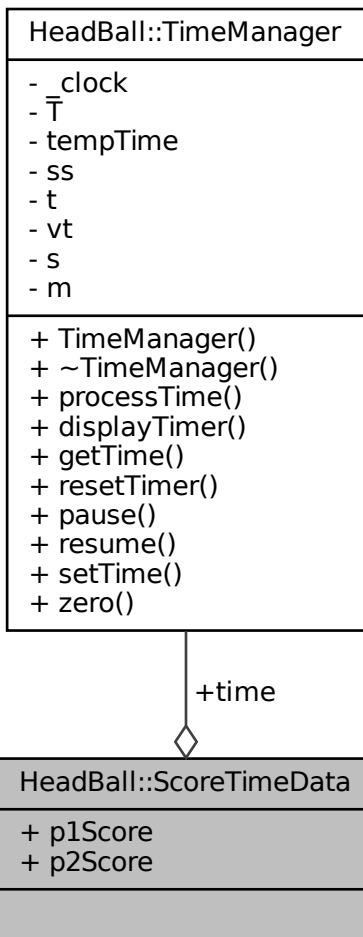 HeadBall::TimeManager
- _clock
- _T
- tempTime
- ss
- t
- vt
- s
- m
+ TimeManager()
+ ~TimeManager()
+ processTime()
+ displayTimer()
+ getTime()
+ resetTimer()
+ pause()
+ resume()
+ setTime()
+ zero()
+time
HeadBall::ScoreTimeData
+ p1Score
+ p2Score